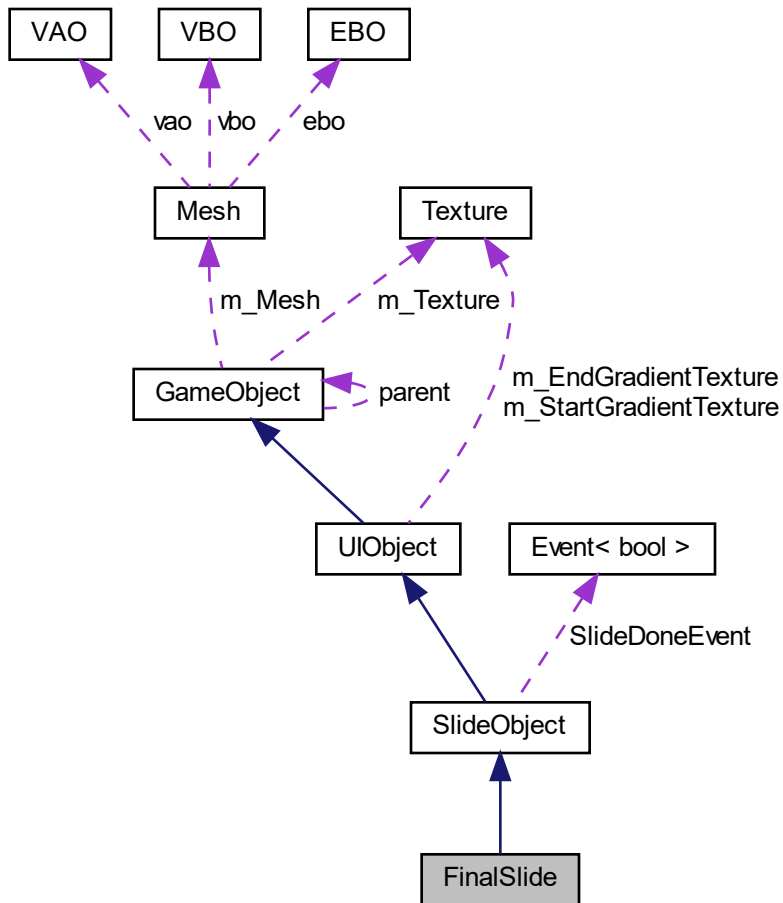 VAO
VBO
EBO
vao
vbo
ebo
Mesh
Texture
m_Mesh
m_Texture
GameObject
parent
m_EndGradientTexture
m_StartGradientTexture
UIObject
Event< bool >
SlideDoneEvent
SlideObject
FinalSlide